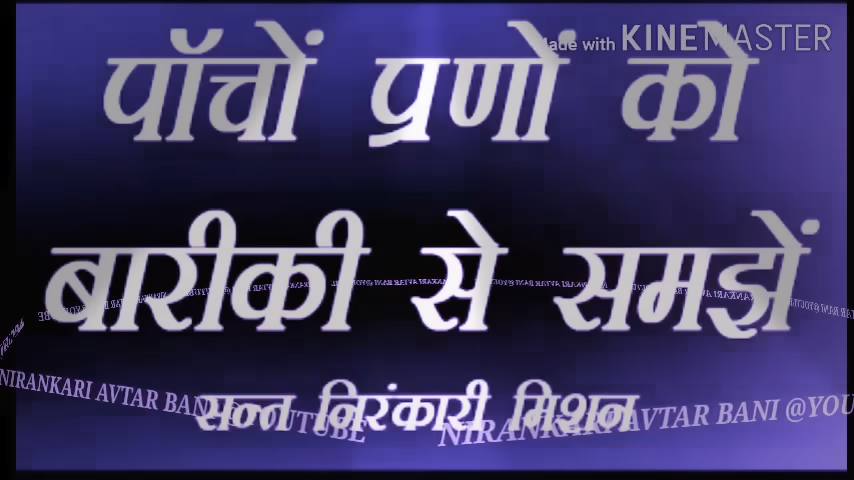 Made with KINEMASTER
पाॅचों प्रणों को
बारीकी से समझें
सन्त निरंकारी मिशन
NIRANKARI AVTAR BANI @YOUTUBE
NIRANKARI AVTAR BANI @YOU